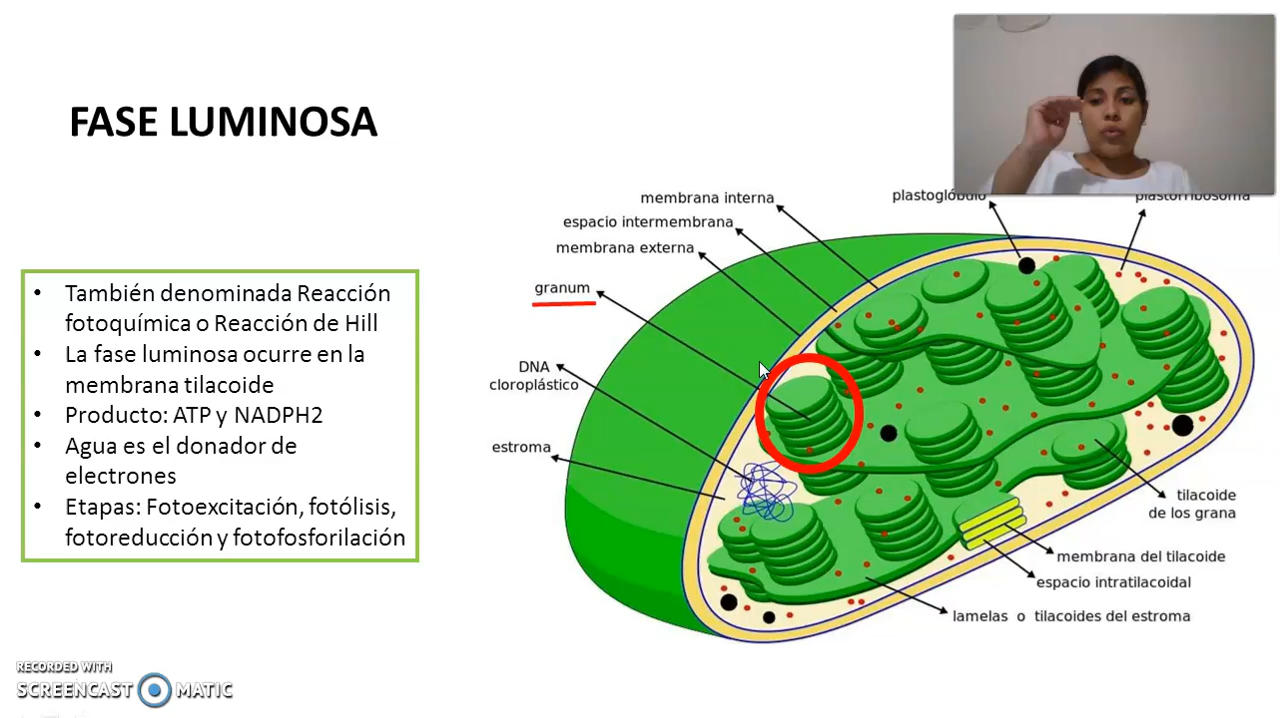 FASE LUMINOSA
• También denominada Reacción
fotoquímica o Reacción de Hill
• La fase luminosa ocurre en la
membrana tilacoide
• Producto: ATP y NADPH2
• Agua es el donador de
electrones
• Etapas: Fotoexcitación, fotólisis,
fotoreducción y fotofosforilación
membrana interna
espacio intermembrana
membrana externa
granum
DNA
cloroplástico
estroma
plastoglóbulo
plastorribosoma
tilacoide
de los grana
membrana del tilacoide
espacio intratilacoidal
lamelas o tilacoides del estroma
RECORDED WITH
SCREENCAST MATIC